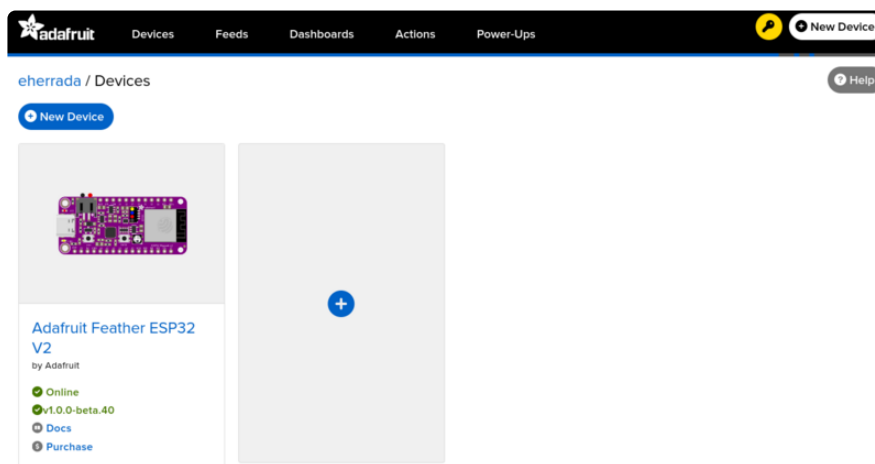 adafruit Devices Feeds Dashboards Actions Power-Ups New Device
eherrada / Devices
Help
New Device
Adafruit Feather ESP32
V2
by Adafruit
Online
v1.0.0-beta.40
Docs
Purchase